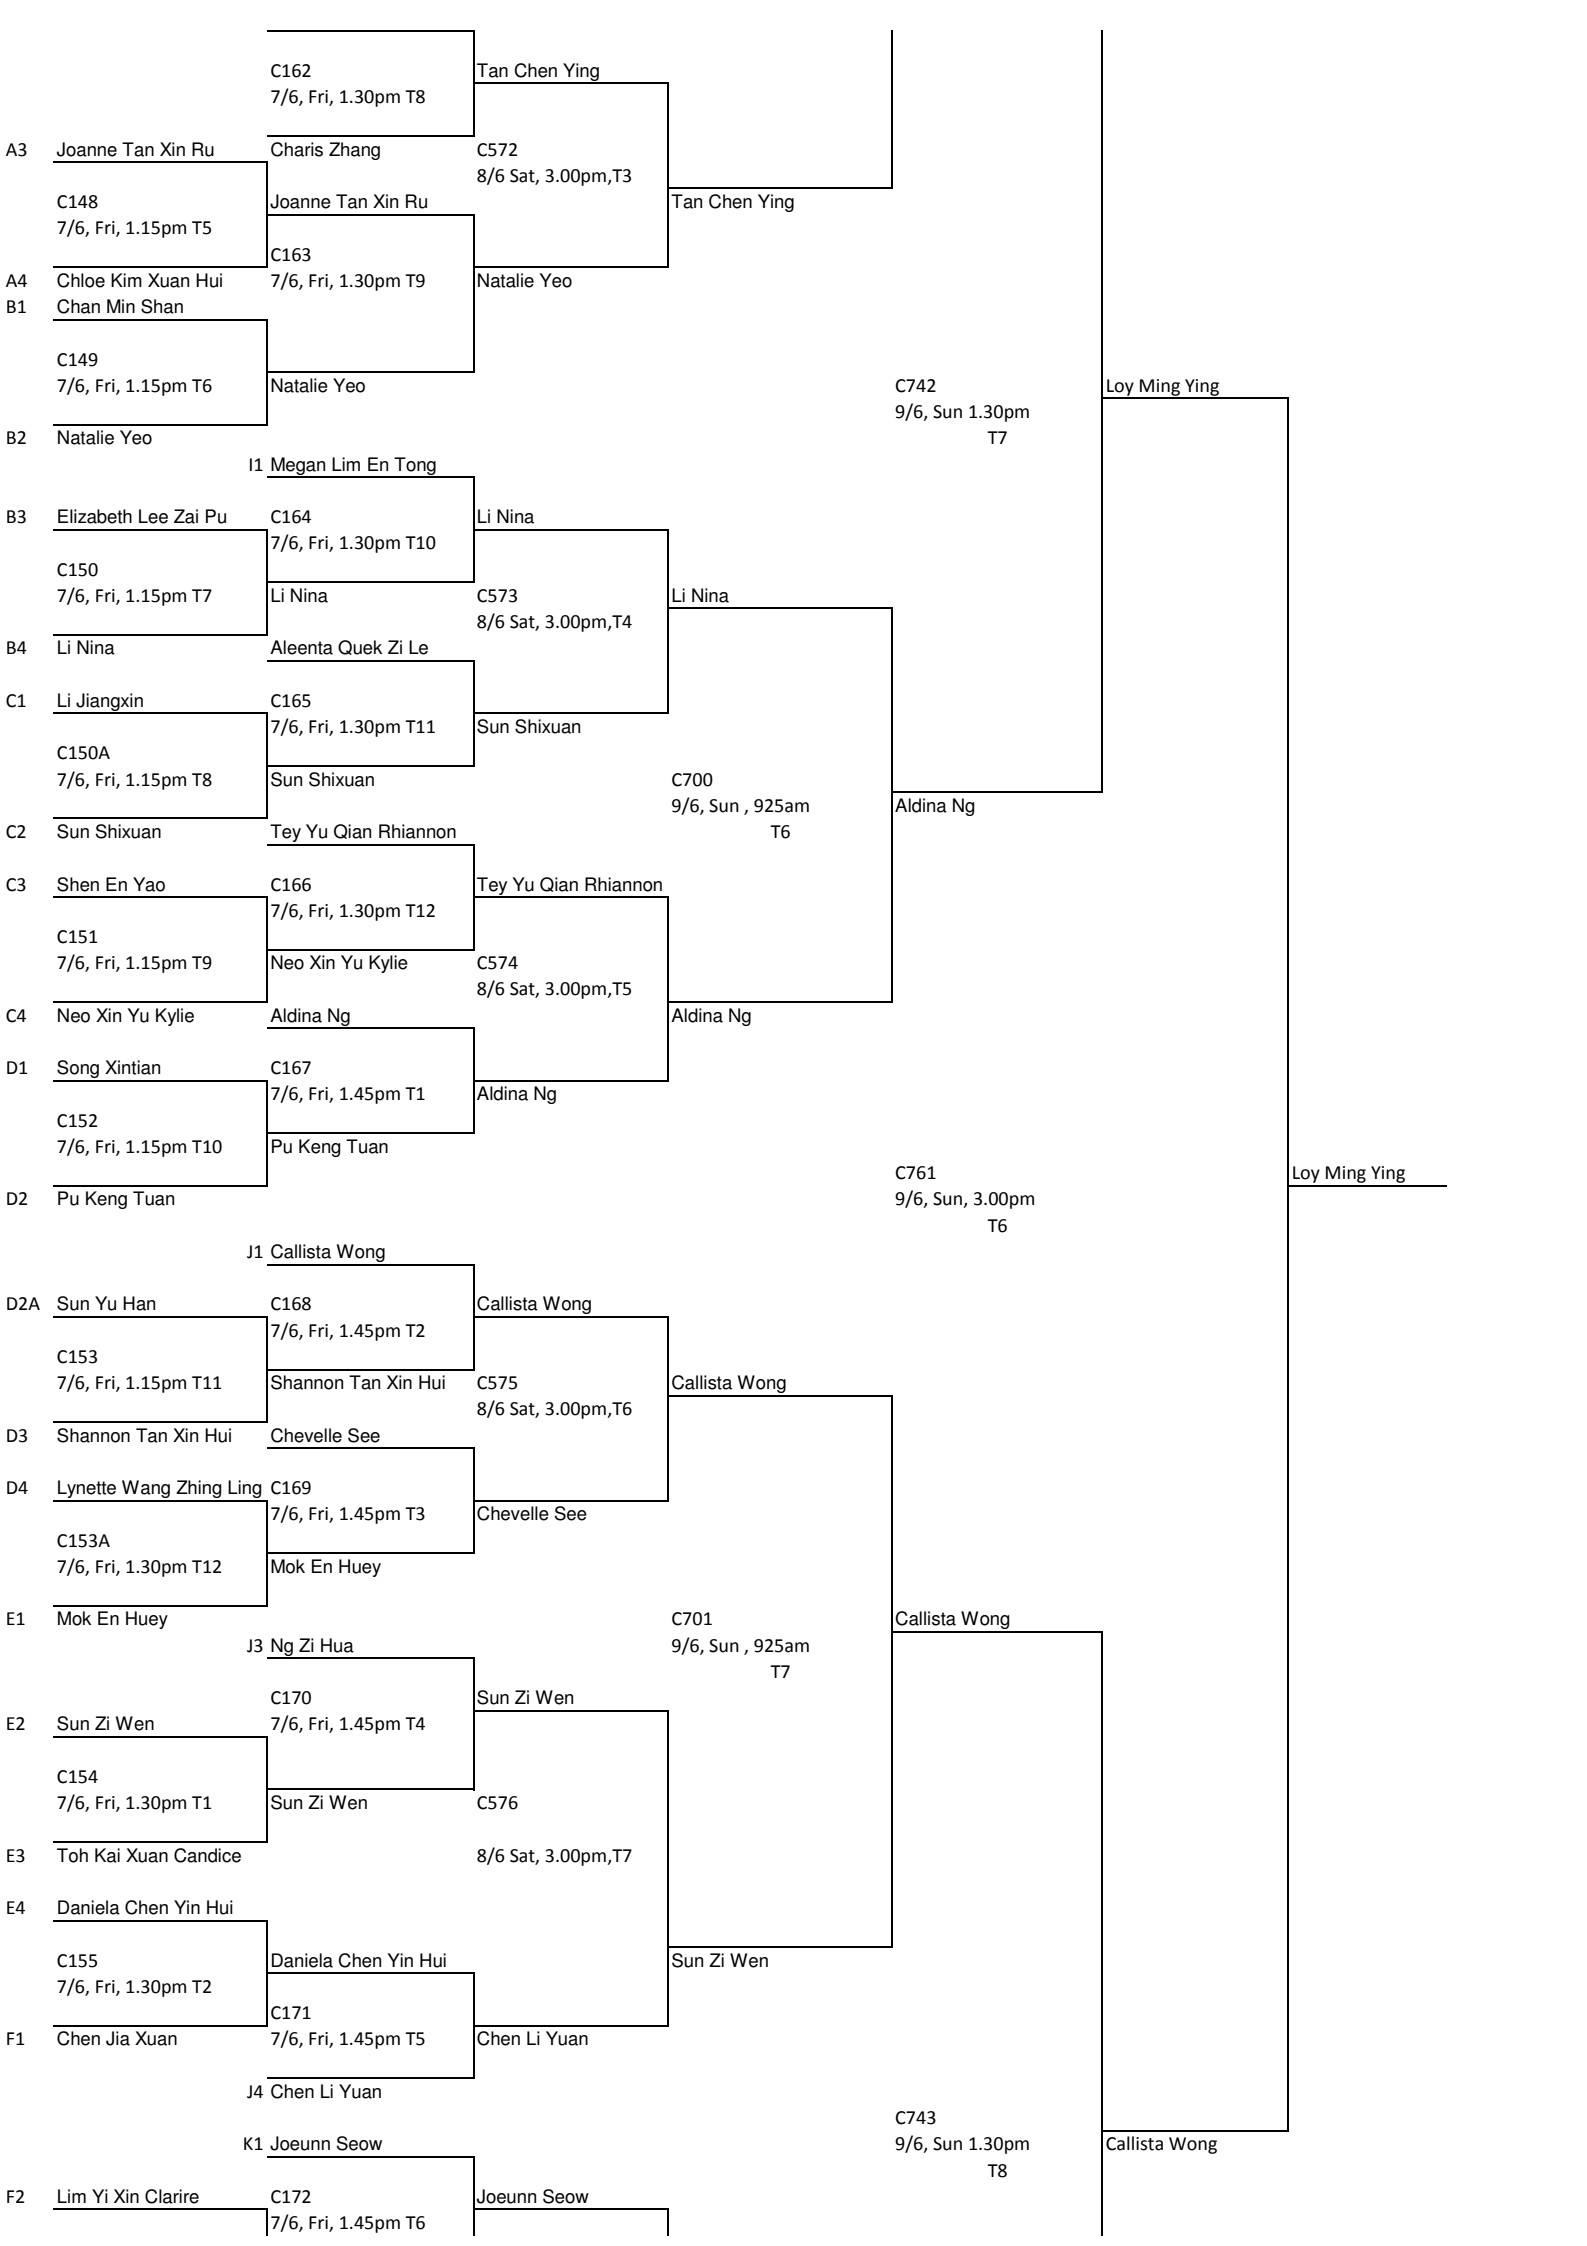 C162 Tan Chen Ying
7/6, Fri, 1.30pm T8
A3 Joanne Tan Xin Ru Charis Zhang C572
8/6 Sat, 3.00pm,T3
C148 Joanne Tan Xin Ru Tan Chen Ying
7/6, Fri, 1.15pm T5
C163
A4 Chloe Kim Xuan Hui 7/6, Fri, 1.30pm T9 Natalie Yeo
B1 Chan Min Shan
C149
7/6, Fri, 1.15pm T6 Natalie Yeo C742 Loy Ming Ying
9/6, Sun 1.30pm
B2 Natalie Yeo T7
I1 Megan Lim En Tong
B3 Elizabeth Lee Zai Pu C164 Li Nina
7/6, Fri, 1.30pm T10
C150
7/6, Fri, 1.15pm T7 Li Nina C573 Li Nina
8/6 Sat, 3.00pm,T4
B4 Li Nina Aleenta Quek Zi Le
C1 Li Jiangxin C165
7/6, Fri, 1.30pm T11 Sun Shixuan
C150A
7/6, Fri, 1.15pm T8 Sun Shixuan C700
9/6, Sun , 925am Aldina Ng
C2 Sun Shixuan Tey Yu Qian Rhiannon T6
C3 Shen En Yao C166 Tey Yu Qian Rhiannon
7/6, Fri, 1.30pm T12
C151
7/6, Fri, 1.15pm T9 Neo Xin Yu Kylie C574
8/6 Sat, 3.00pm,T5
C4 Neo Xin Yu Kylie Aldina Ng Aldina Ng
D1 Song Xintian C167
7/6, Fri, 1.45pm T1 Aldina Ng
C152
7/6, Fri, 1.15pm T10 Pu Keng Tuan
C761 Loy Ming Ying
D2 Pu Keng Tuan 9/6, Sun, 3.00pm
T6
J1 Callista Wong
D2A Sun Yu Han C168 Callista Wong
7/6, Fri, 1.45pm T2
C153
7/6, Fri, 1.15pm T11 Shannon Tan Xin Hui C575 Callista Wong
8/6 Sat, 3.00pm,T6
D3 Shannon Tan Xin Hui Chevelle See
D4 Lynette Wang Zhing Ling C169
7/6, Fri, 1.45pm T3 Chevelle See
C153A
7/6, Fri, 1.30pm T12 Mok En Huey
E1 Mok En Huey C701 Callista Wong
J3 Ng Zi Hua 9/6, Sun , 925am
T7
C170 Sun Zi Wen
E2 Sun Zi Wen 7/6, Fri, 1.45pm T4
C154
7/6, Fri, 1.30pm T1 Sun Zi Wen C576
E3 Toh Kai Xuan Candice 8/6 Sat, 3.00pm,T7
E4 Daniela Chen Yin Hui
C155 Daniela Chen Yin Hui Sun Zi Wen
7/6, Fri, 1.30pm T2
C171
F1 Chen Jia Xuan 7/6, Fri, 1.45pm T5 Chen Li Yuan
J4 Chen Li Yuan
C743
K1 Joeunn Seow 9/6, Sun 1.30pm Callista Wong
T8
F2 Lim Yi Xin Clarire C172 Joeunn Seow
7/6, Fri, 1.45pm T6